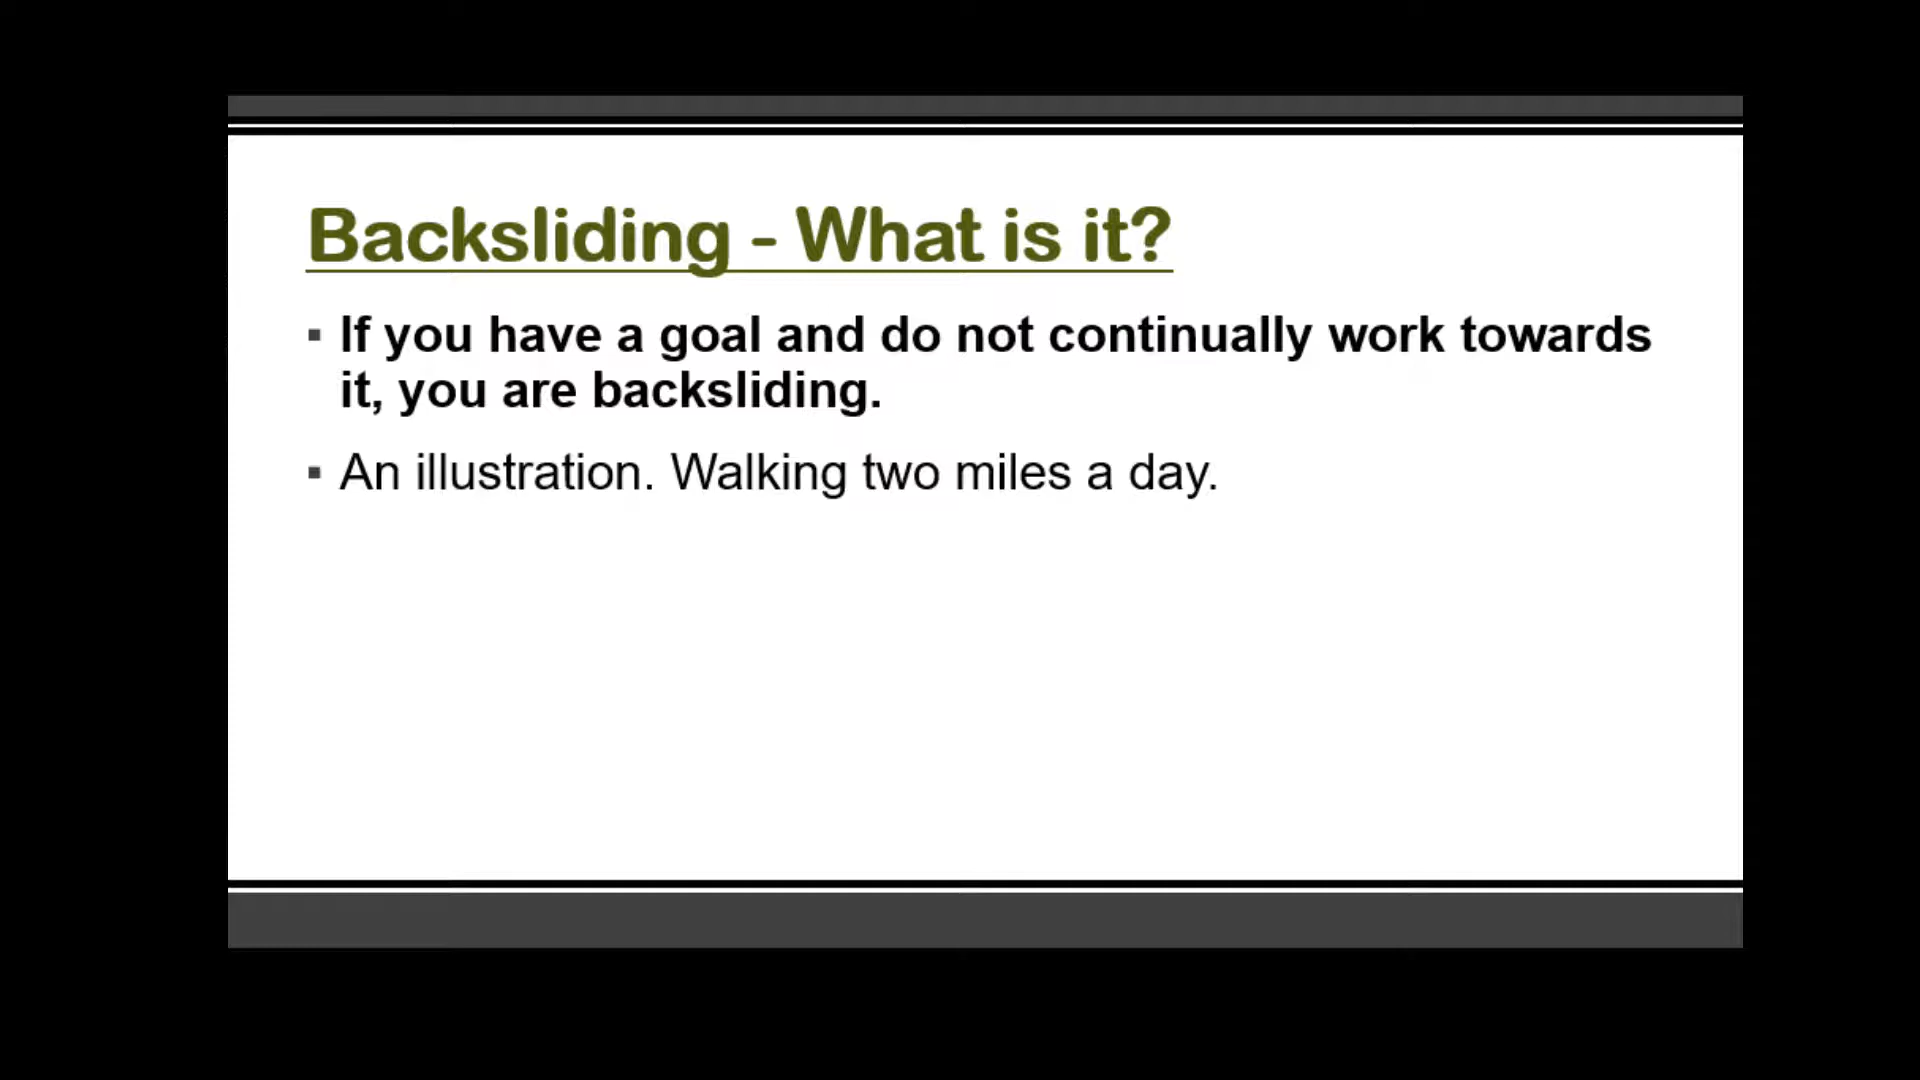 Backsliding - What is it?
▪ If you have a goal and do not continually work towards
it, you are backsliding.
▪ An illustration. Walking two miles a day.